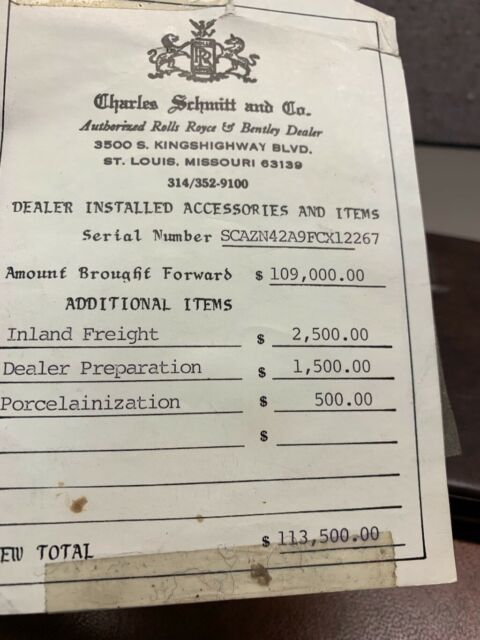 Charles Schmitt and Co.
Authorized Rolls Royce & Bentley Dealer
3500 S. KINGSHIGHWAY BLVD.
ST. LOUIS, MISSOURI 63139
314/352-9100
DEALER INSTALLED ACCESSORIES AND ITEMS
Serial Number SCAZN42A9FCX12267
Amount Brought Forward $ 109,000.00
ADDITIONAL ITEMS
Inland Freight $ 2,500.00
Dealer Preparation $ 1,500.00
Porcelainization $ 500.00
$
EW TOTAL $ 113,500.00